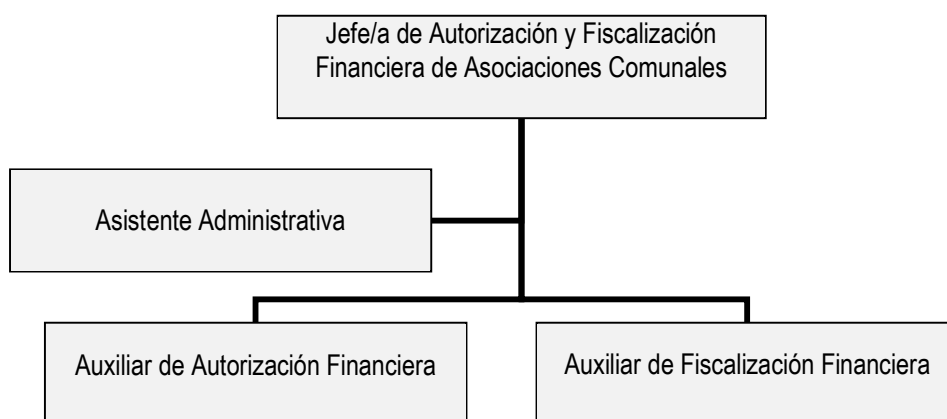 Jefe/a de Autorización y Fiscalización
Financiera de Asociaciones Comunales
Asistente Administrativa
Auxiliar de Autorización Financiera
Auxiliar de Fiscalización Financiera